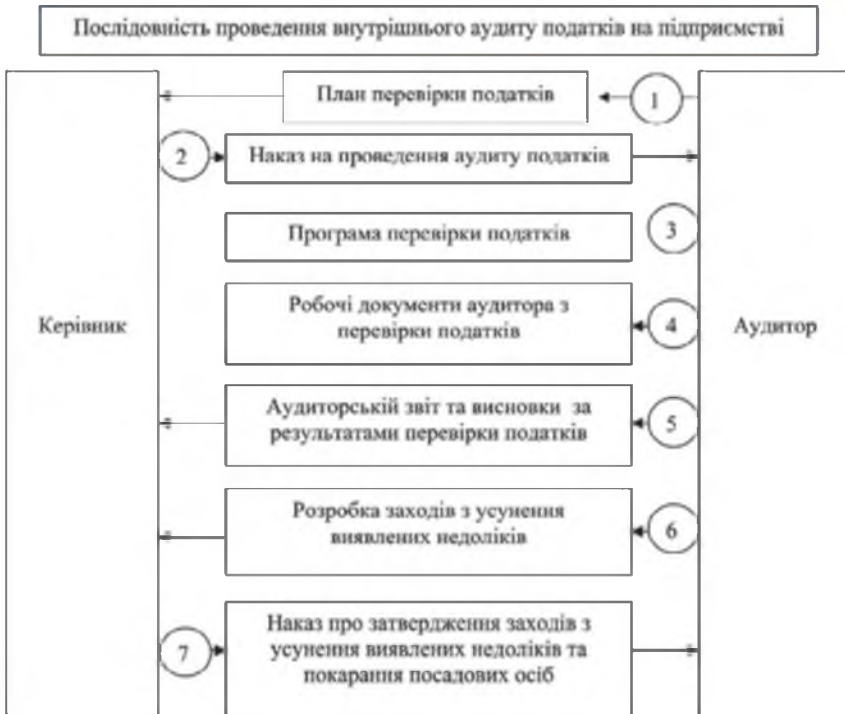 Послідовність проведення внутрішнього аудиту податків на підприємстві
План перевірки податків
1
2
Наказ на проведення аудиту податків
Програма перевірки податків
3
Робочі документи аудитора з
перевірки податків
4
Керівник
Аудитор
Аудиторській звіт та висновки за
результатами перевірки податків
5
Розробка заходів з усунення
виявлених недоліків
6
7
Наказ про затвердження заходів з
усунення виявлених недоліків та
покарання посадових осіб